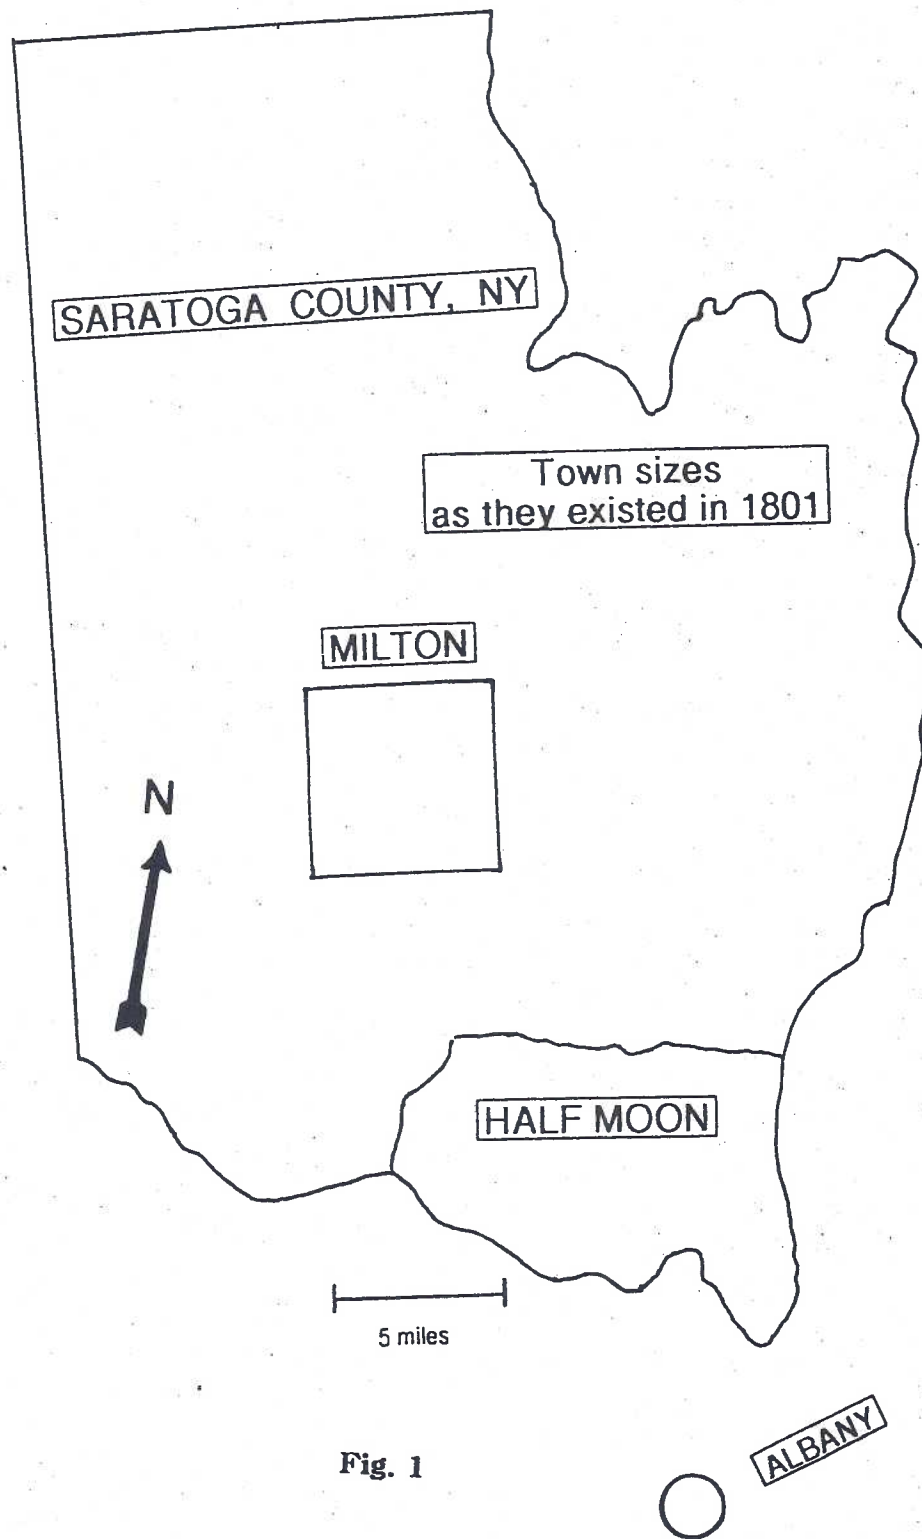 SARATOGA COUNTY, NY
Town sizes
as they existed in 1801
MILTON
N
HALF MOON
5 miles
ALBANY
Fig. 1